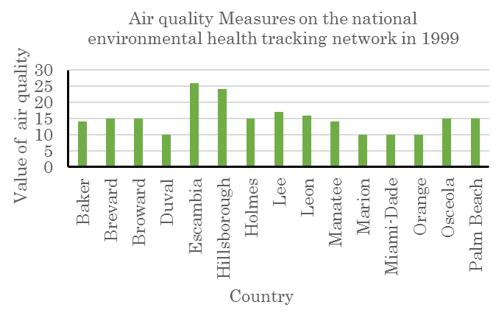 Air quality Measures on the national
environmental health tracking network in 1999
Value of air quality
30
25
20
15
10
5
0
Baker
Brevard
Broward
Duval
Escambia
Hillsborough
Holmes
Lee
Leon
Manatee
Marion
Miami-Dade
Orange
Osceola
Palm Beach
Country